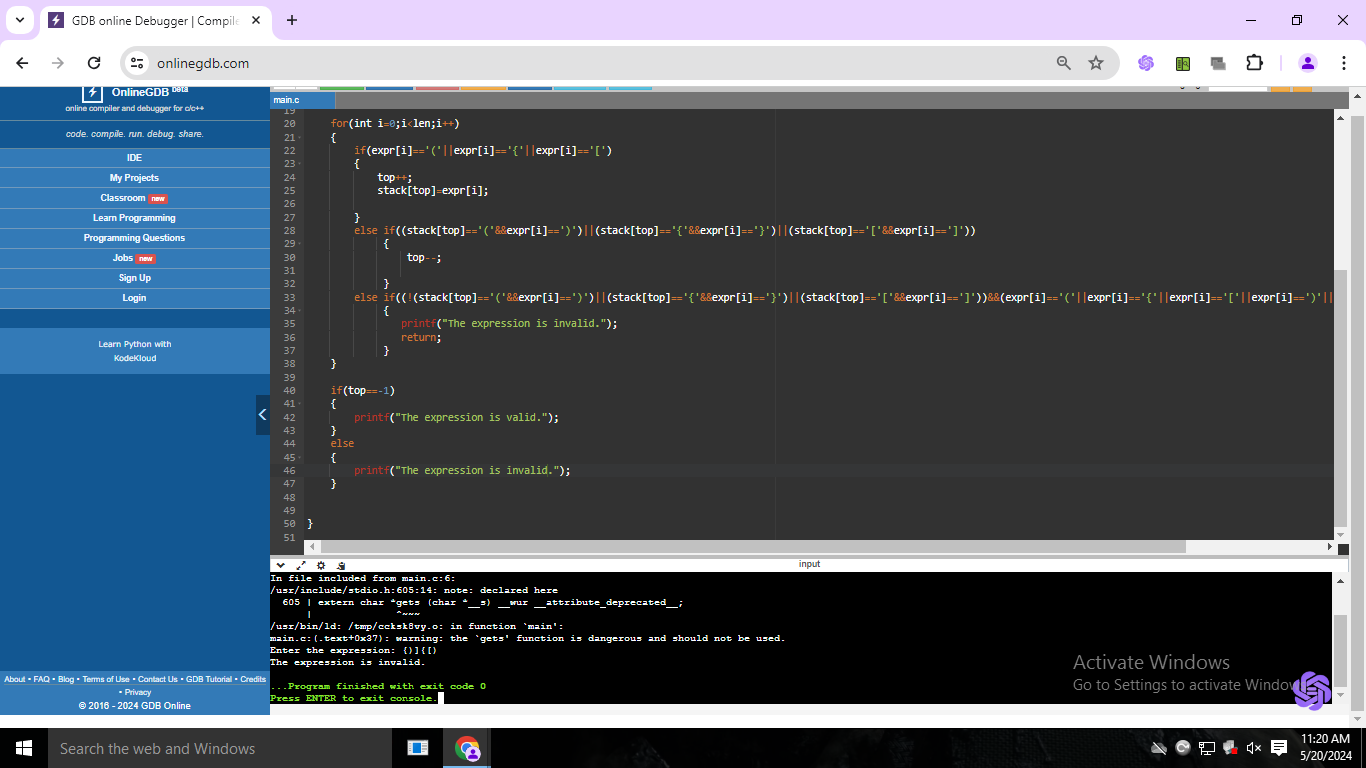 GDB online Debugger | Compile
onlinegdb.com
OnlineGDB beta
online compiler and debugger for c/c++
code. compile. run. debug. share.
IDE
My Projects
Classroom new
Learn Programming
Programming Questions
Jobs new
Sign Up
Login
Learn Python with
KodeKloud
About • FAQ • Blog • Terms of Use • Contact Us • GDB Tutorial • Credits
• Privacy
© 2016 - 2024 GDB Online
main.c
19
20 for(int i=0;i<len;i++)
21 {
22 if(expr[i]=='('||expr[i]=='{'||expr[i]=='[')
23 {
24 top++;
25 stack[top]=expr[i];
26
27 }
28 else if((stack[top]=='('&&expr[i]==')')||(stack[top]=='{'&&expr[i]=='}')||(stack[top]=='['&&expr[i]==']'))
29 {
30 top--;
31
32 }
33 else if((!(stack[top]=='('&&expr[i]==')')||(stack[top]=='{'&&expr[i]=='}')||(stack[top]=='['&&expr[i]==']'))&&(expr[i]=='('||expr[i]=='{'||expr[i]=='['||expr[i]==')'||
34 {
35 printf("The expression is invalid.");
36 return;
37 }
38 }
39
40 if(top==-1)
41 {
42 printf("The expression is valid.");
43 }
44 else
45 {
46 printf("The expression is invalid.");
47 }
48
49
50 }
51
input
In file included from main.c:6:
/usr/include/stdio.h:605:14: note: declared here
605 | extern char *gets (char *__s) __wur __attribute_deprecated__;
| ^~~~
/usr/bin/ld: /tmp/ccksk8vy.o: in function `main':
main.c:(.text+0x37): warning: the `gets' function is dangerous and should not be used.
Enter the expression: {)]{[)
The expression is invalid.
...Program finished with exit code 0
Press ENTER to exit console.
Activate Windows
Go to Settings to activate Windows
Search the web and Windows
11:20 AM
5/20/2024